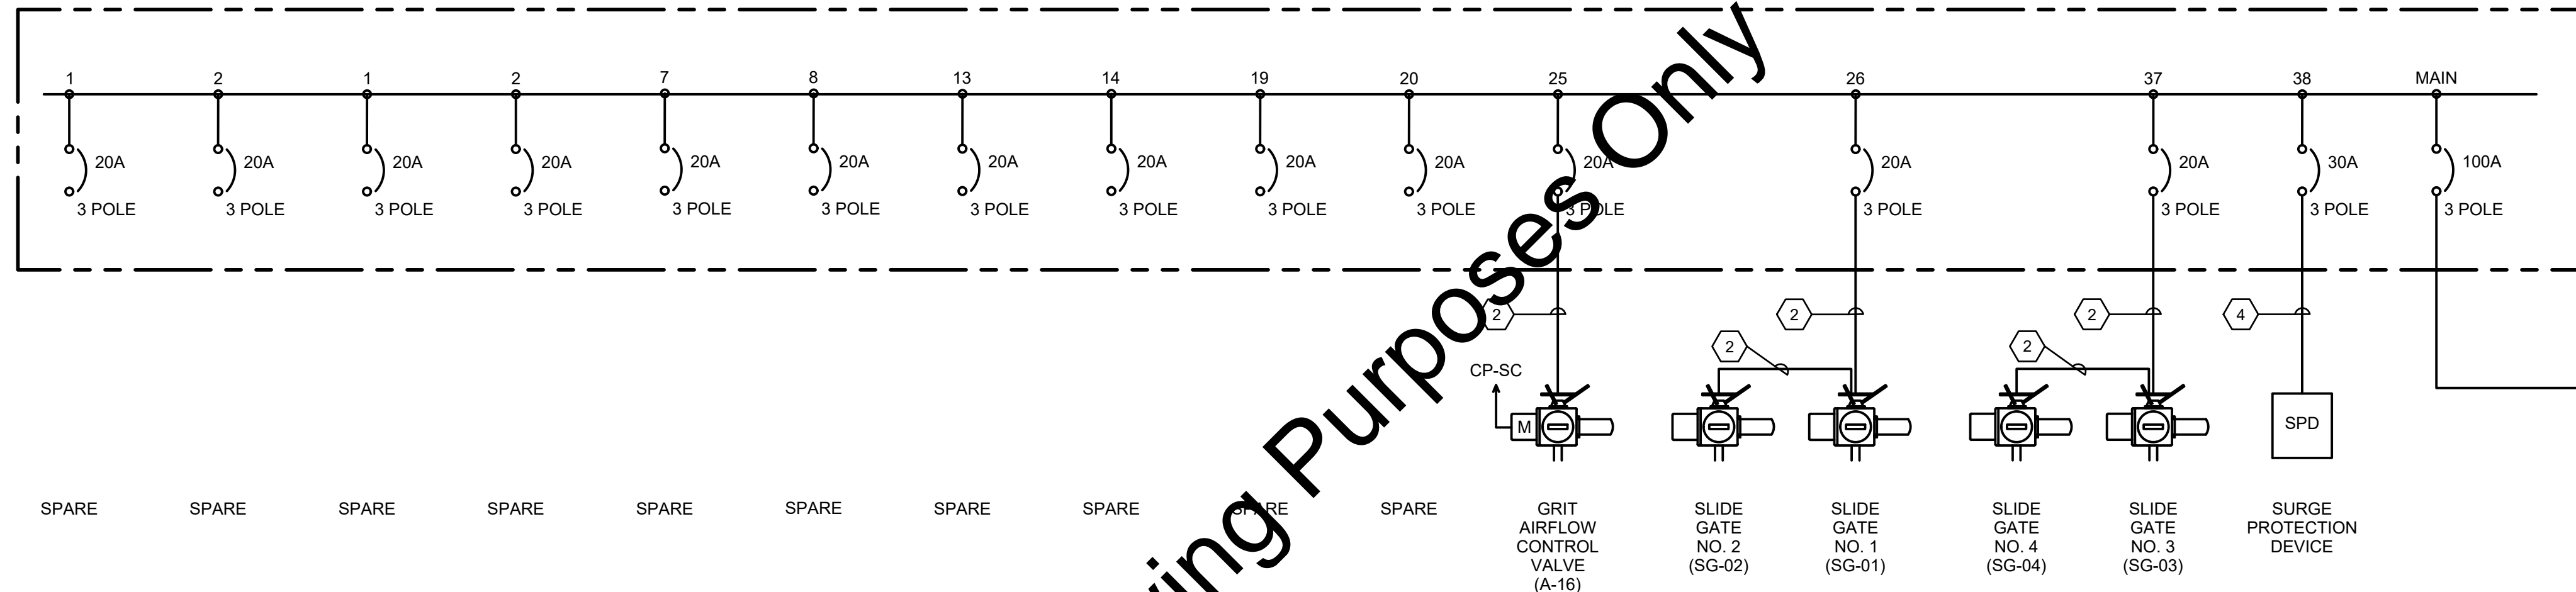 1 2 1 2 7 8 13 14 19 20 25 26 37 38 MAIN
20A 20A 20A 20A 20A 20A 20A 20A 20A 20A 20A 20A 20A 30A 100A
3 POLE 3 POLE 3 POLE 3 POLE 3 POLE 3 POLE 3 POLE 3 POLE 3 POLE 3 POLE 3 POLE 3 POLE 3 POLE 3 POLE 3 POLE
2 2 2 4
2 2
CP-SC
M
SPD
SPARE SPARE SPARE SPARE SPARE SPARE SPARE SPARE SPARE SPARE
GRIT
AIRFLOW
CONTROL
VALVE
(A-16)
SLIDE
GATE
NO. 2
(SG-02)
SLIDE
GATE
NO. 1
(SG-01)
SLIDE
GATE
NO. 4
(SG-04)
SLIDE
GATE
NO. 3
(SG-03)
SURGE
PROTECTION
DEVICE
Purposes Only